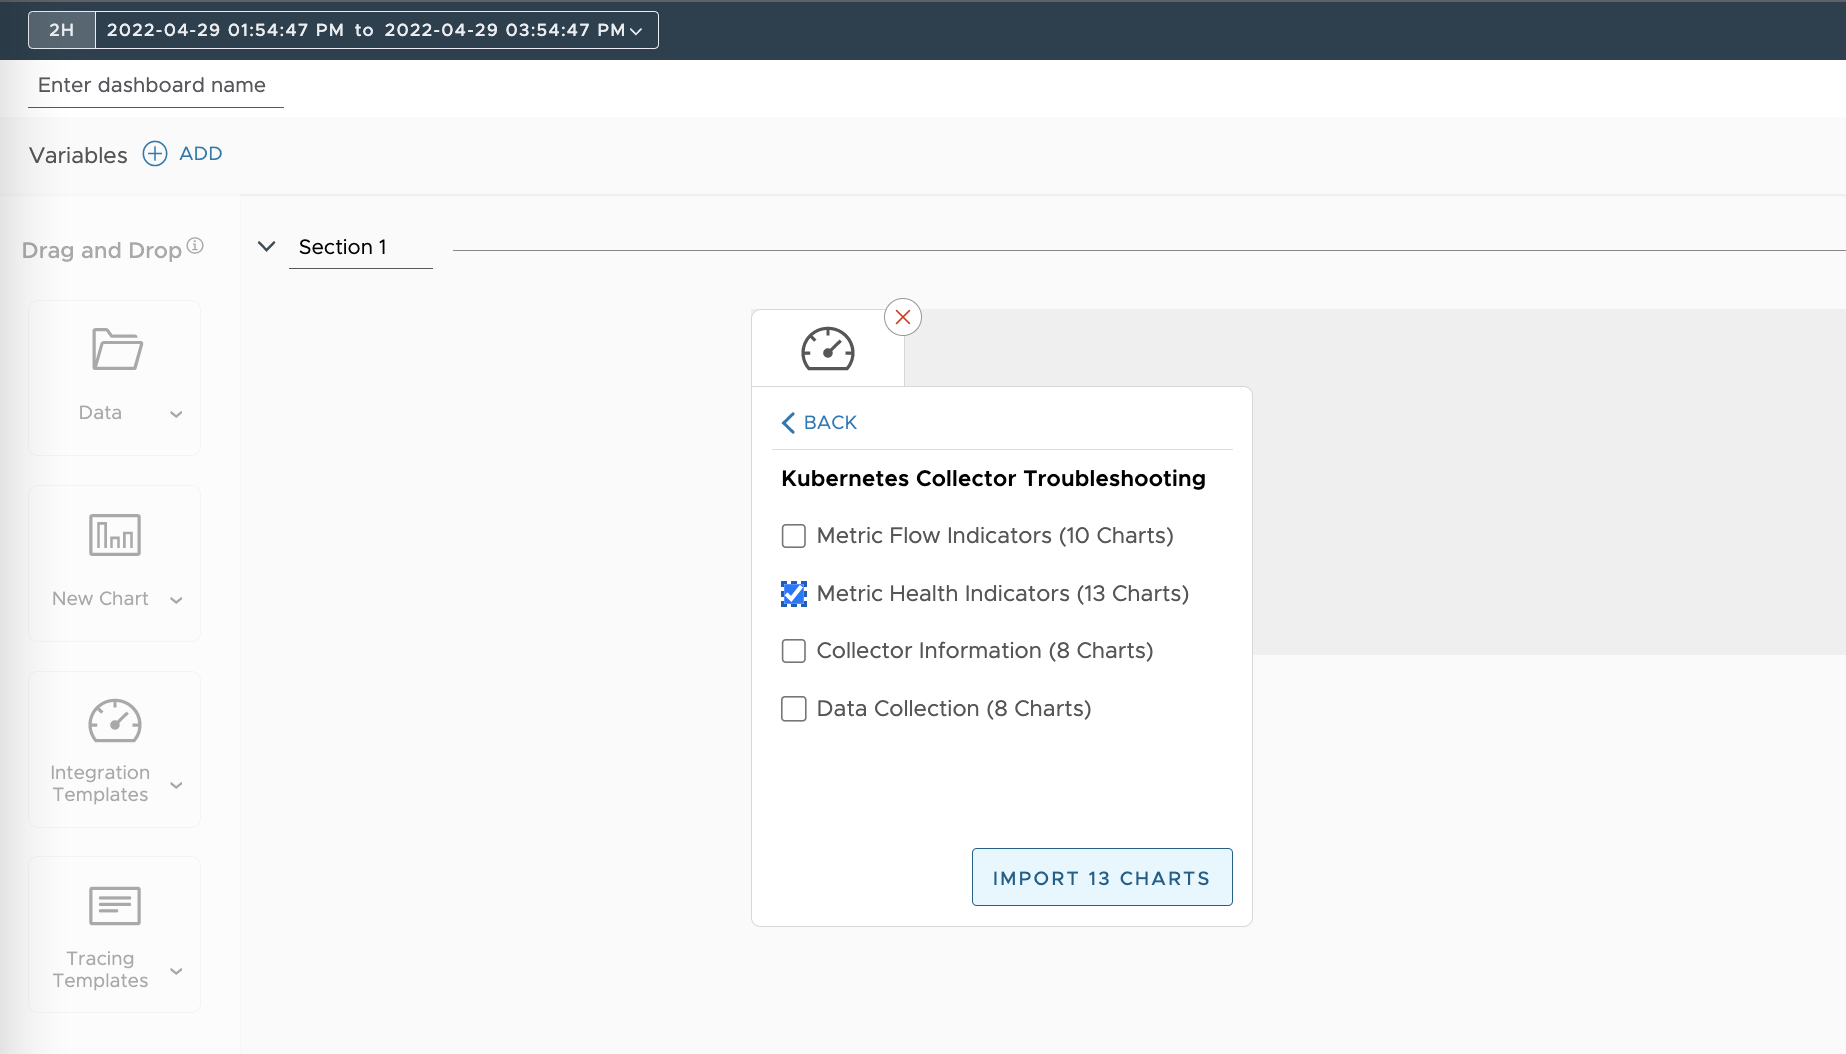 2H 2022-04-29 01:54:47 PM to 2022-04-29 03:54:47 PM
Enter dashboard name
Variables ADD
Drag and Drop
Section 1
Data
New Chart
Integration
Templates
Tracing
Templates
BACK
Kubernetes Collector Troubleshooting
Metric Flow Indicators (10 Charts)
Metric Health Indicators (13 Charts)
Collector Information (8 Charts)
Data Collection (8 Charts)
IMPORT 13 CHARTS